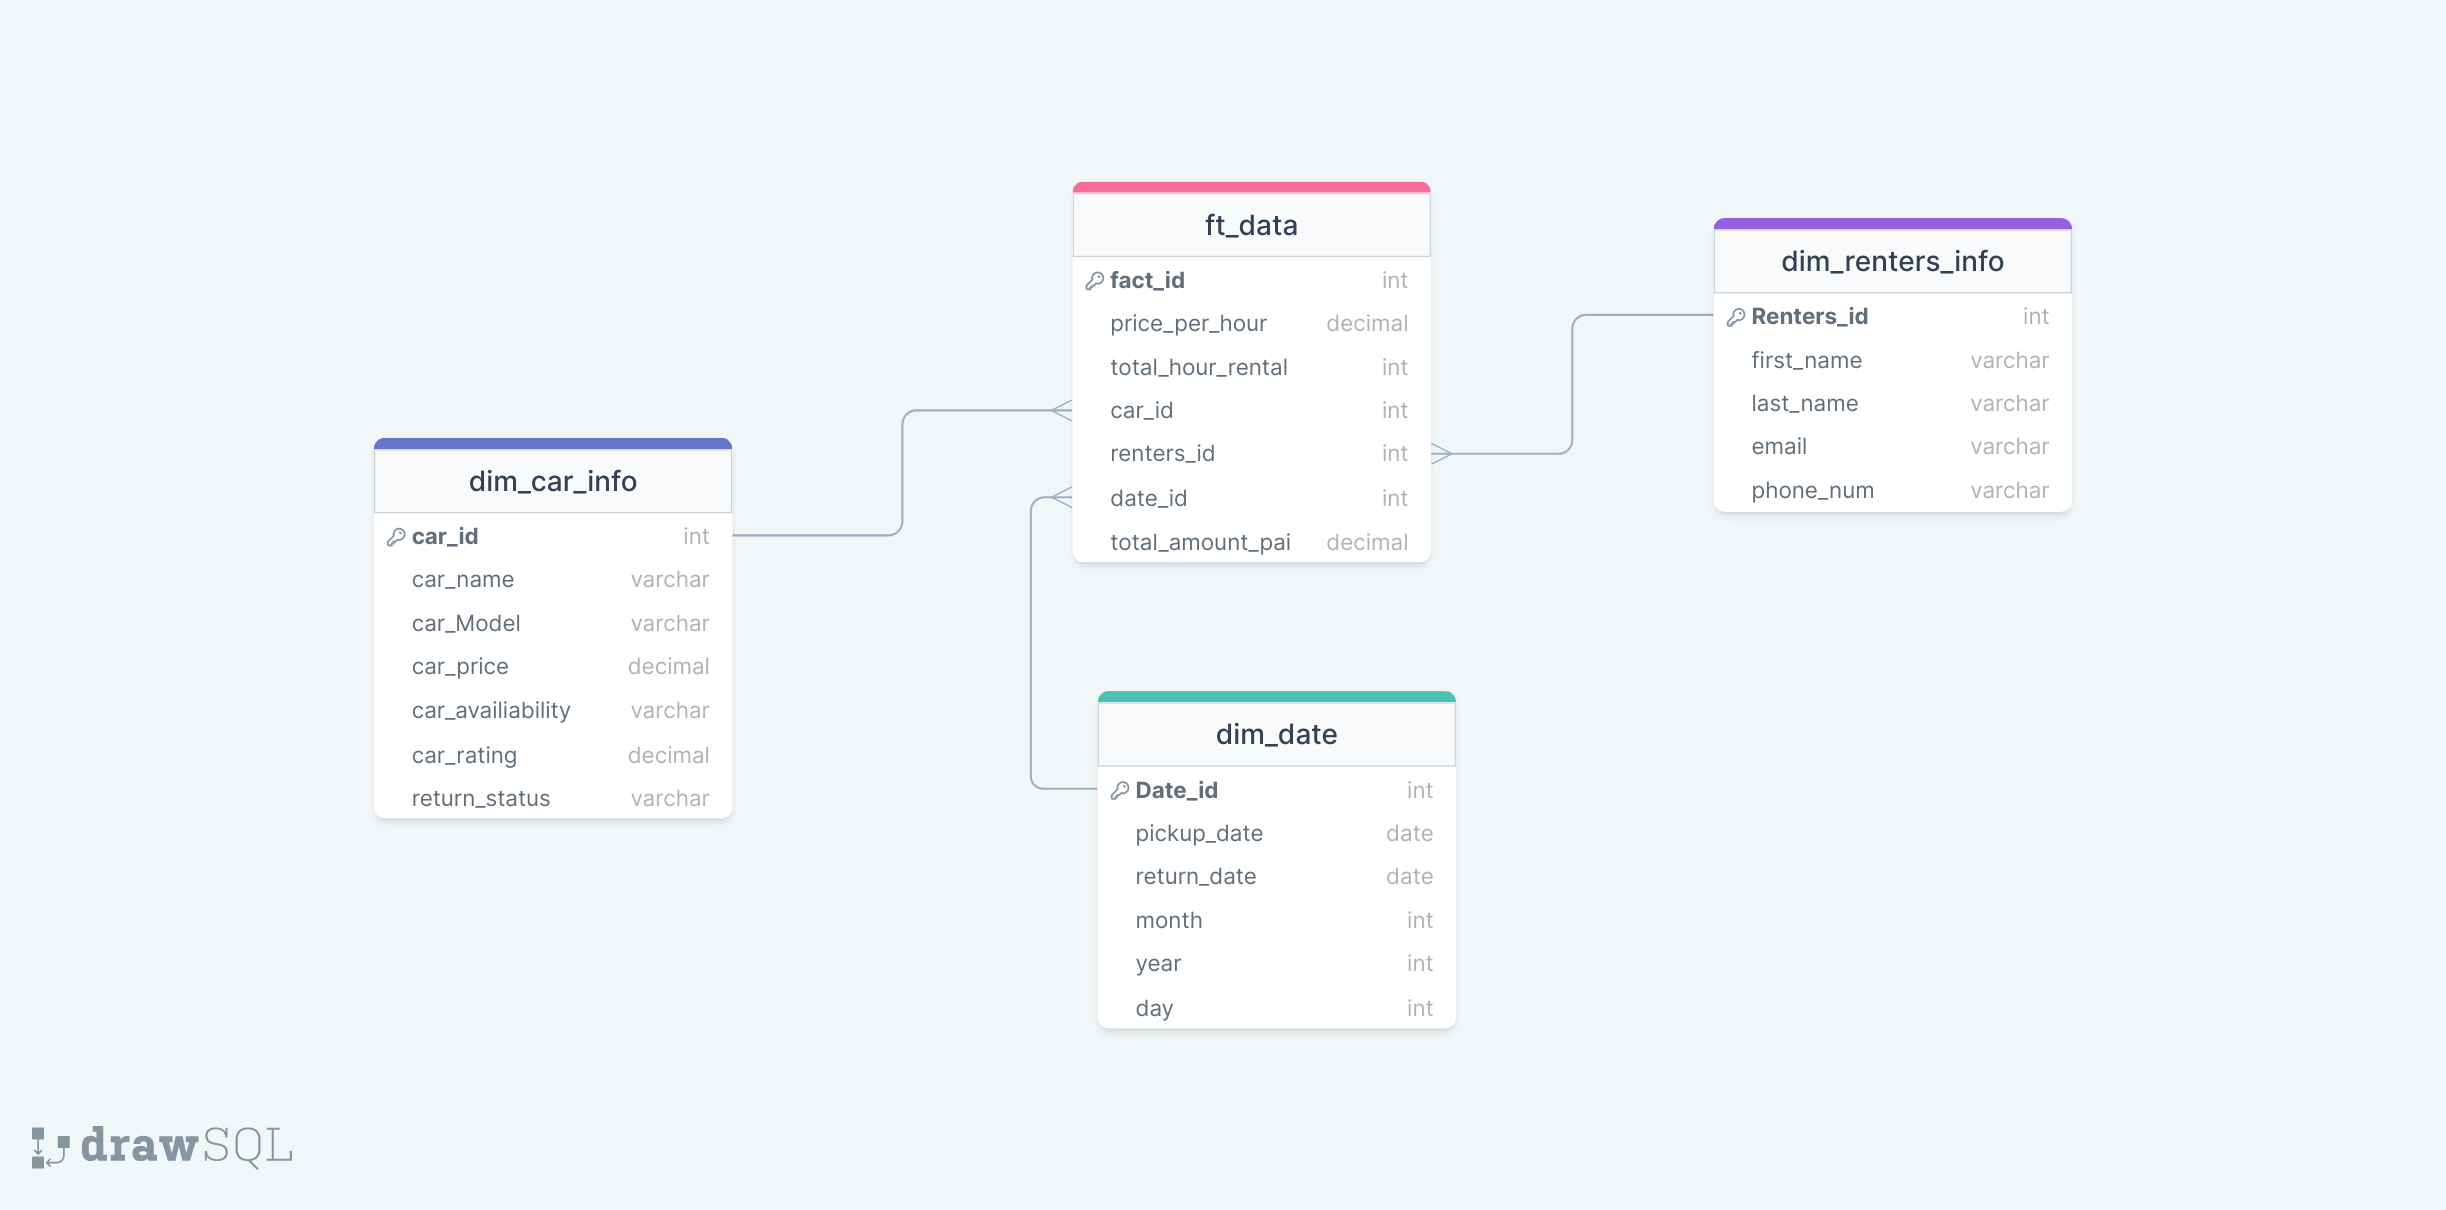 ft_data
fact_id int
price_per_hour decimal
total_hour_rental int
car_id int
renters_id int
date_id int
total_amount_pai decimal
dim_renters_info
Renters_id int
first_name varchar
last_name varchar
email varchar
phone_num varchar
dim_car_info
car_id int
car_name varchar
car_Model varchar
car_price decimal
car_availiability varchar
car_rating decimal
return_status varchar
dim_date
Date_id int
pickup_date date
return_date date
month int
year int
day int
drawSQL